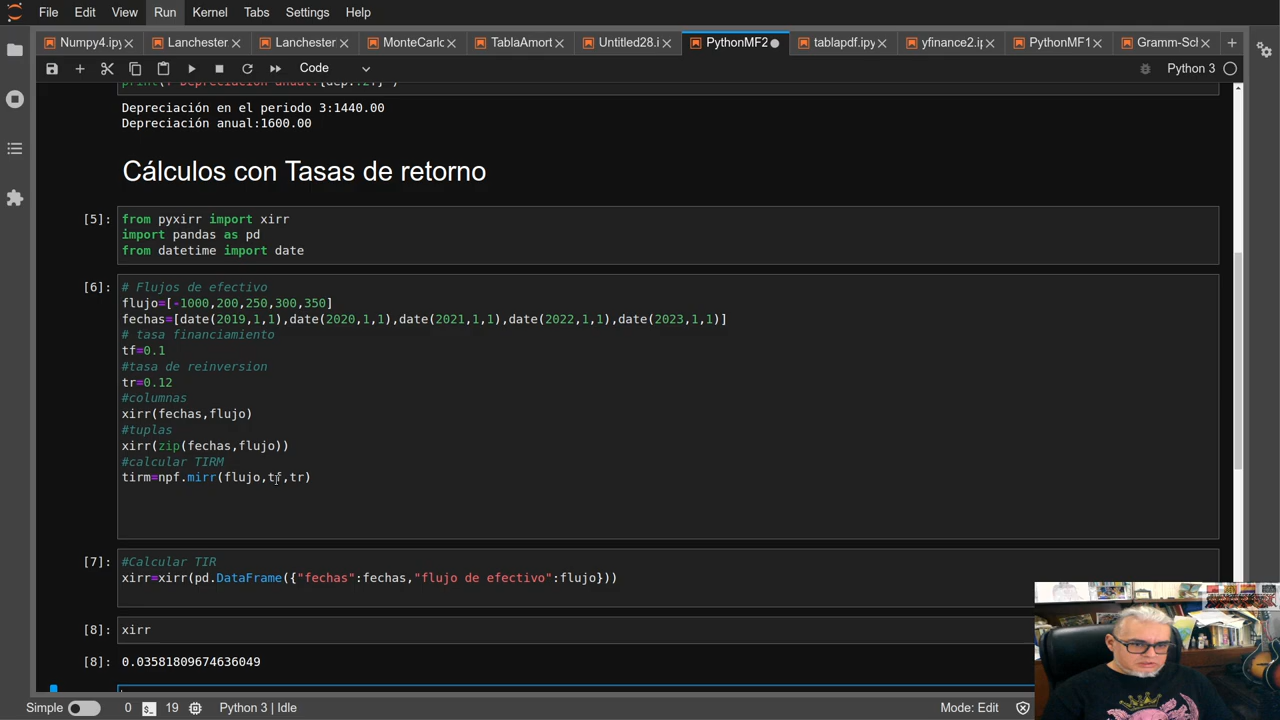 File Edit View Run Kernel Tabs Settings Help
Numpy4.ipy Lanchester Lanchester MonteCarlo TablaAmort Untitled28.i PythonMF2 tablapdf.ipy yfinance2.ip PythonMF1 Gramm-Scl
Code
Python 3
Depreciación en el periodo 3:1440.00
Depreciación anual:1600.00
Cálculos con Tasas de retorno
[5]: from pyxirr import xirr
import pandas as pd
from datetime import date
[6]: # Flujos de efectivo
flujo=[-1000,200,250,300,350]
fechas=[date(2019,1,1),date(2020,1,1),date(2021,1,1),date(2022,1,1),date(2023,1,1)]
# tasa financiamiento
tf=0.1
#tasa de reinversion
tr=0.12
#columnas
xirr(fechas,flujo)
#tuplas
xirr(zip(fechas,flujo))
#calcular TIRM
tirm=npf.mirr(flujo,tf,tr)
[7]: #Calcular TIR
xirr=xirr(pd.DataFrame({"fechas":fechas,"flujo de efectivo":flujo}))
[8]: xirr
[8]: 0.03581809674636049
Simple 0 19 Python 3 | Idle Mode: Edit